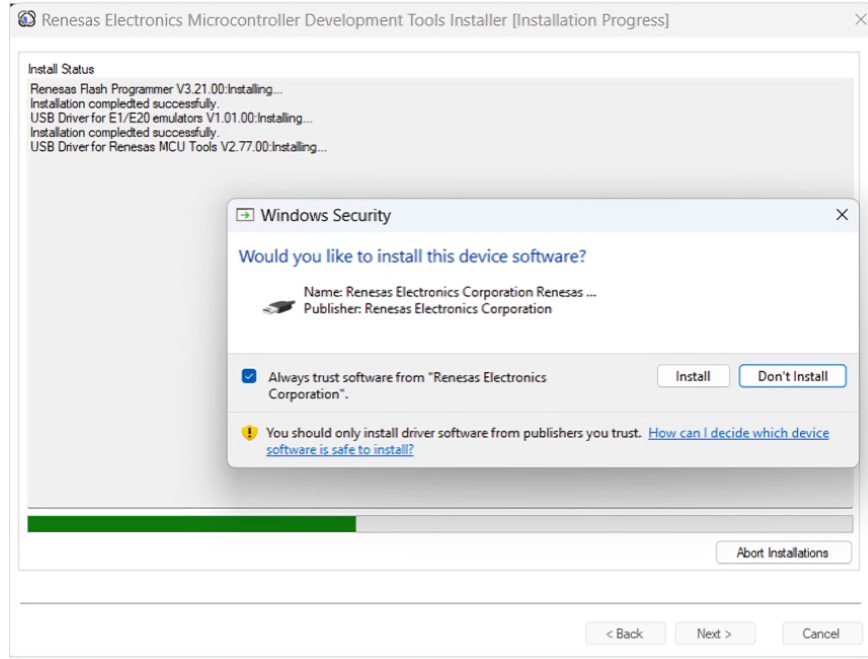 Renesas Electronics Microcontroller Development Tools Installer [Installation Progress]
Install Status
Renesas Flash Programmer V3.21.00:Installing...
Installation compledted successfully.
USB Driver for E1/E20 emulators V1.01.00:Installing...
Installation compledted successfully.
USB Driver for Renesas MCU Tools V2.77.00:Installing...
Windows Security
Would you like to install this device software?
Name: Renesas Electronics Corporation Renesas ...
Publisher: Renesas Electronics Corporation
Always trust software from "Renesas Electronics
Corporation".
Install
Don't Install
You should only install driver software from publishers you trust. How can I decide which device
software is safe to install?
Abort Installations
< Back
Next >
Cancel